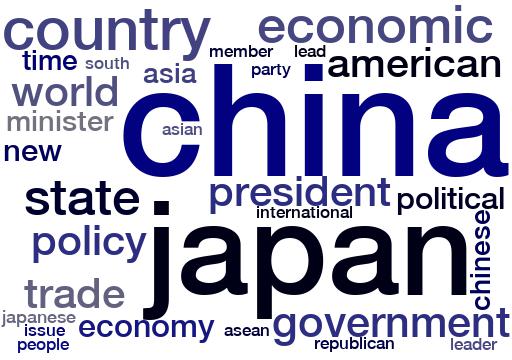 country
economic
member
lead
time
south
american
party
asia
world
china
minister
asian
new
state
president
political
international
japan
chinese
policy
trade
japanese
issue
economy
asean
government
people
republican
leader